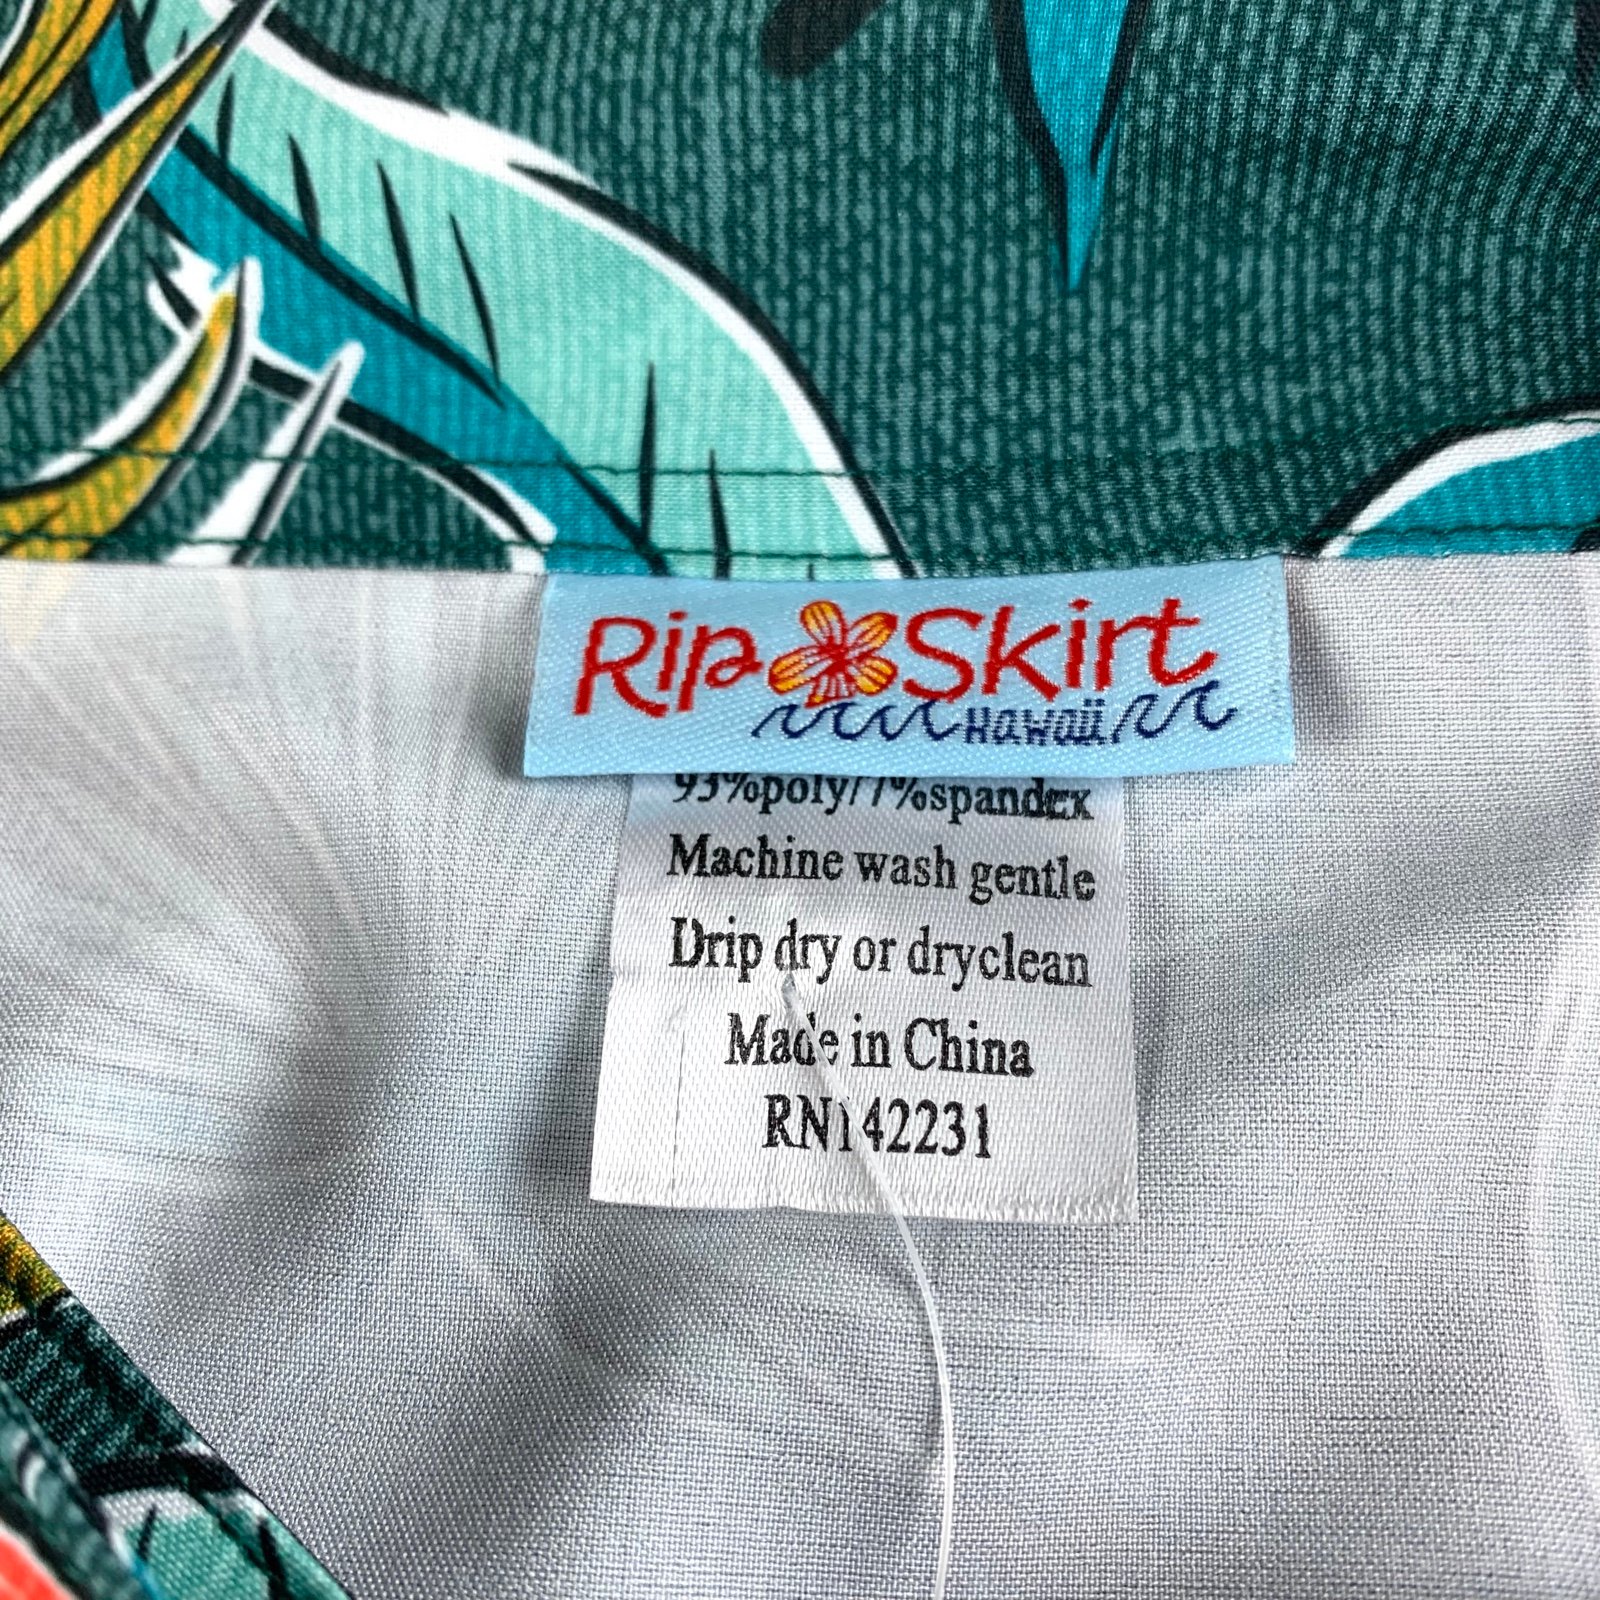 Rip Skirt
Hawaii
93%poly/7%spandex
Machine wash gentle
Drip dry or dryclean
Made in China
RN142231